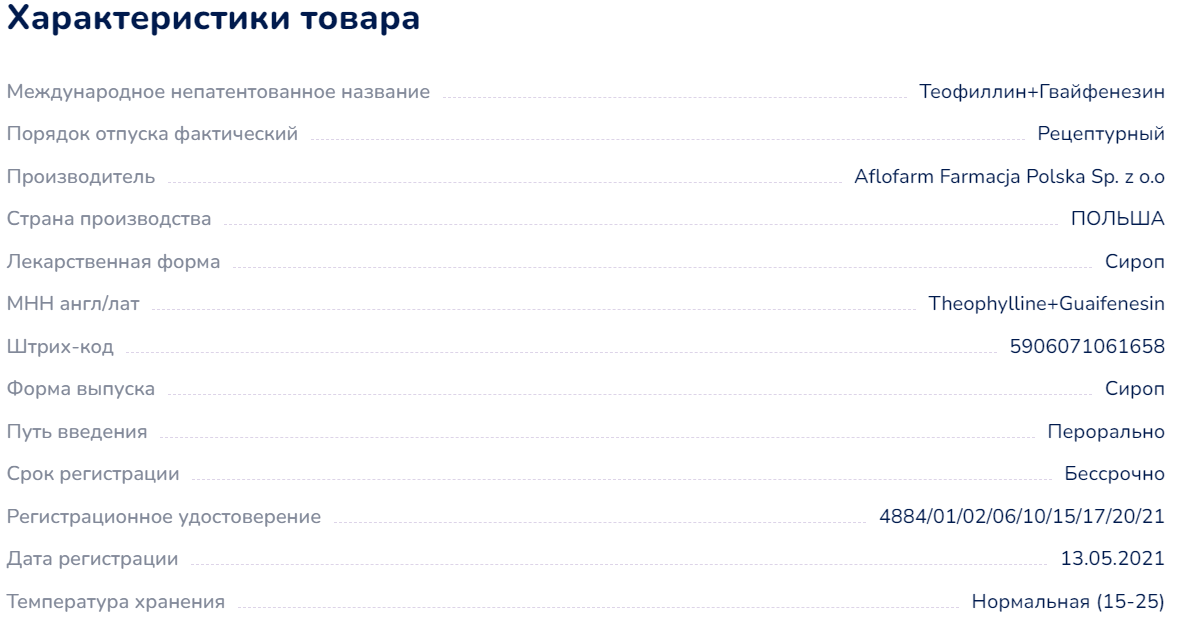 Характеристики товара
Международное непатентованное название Теофиллин+Гвайфенезин
Порядок отпуска фактический Рецептурный
Производитель Aflofarm Farmacja Polska Sp. z o.o
Страна производства ПОЛЬША
Лекарственная форма Сироп
МНН англ/лат Theophylline+Guaifenesin
Штрих-код 5906071061658
Форма выпуска Сироп
Путь введения Перорально
Срок регистрации Бессрочно
Регистрационное удостоверение 4884/01/02/06/10/15/17/20/21
Дата регистрации 13.05.2021
Температура хранения Нормальная (15-25)